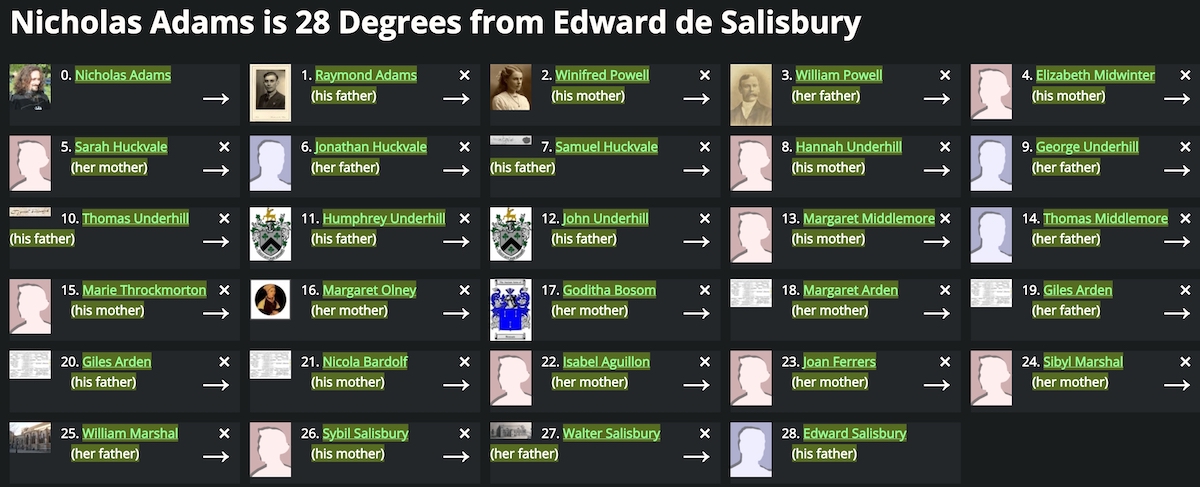 Nicholas Adams is 28 Degrees from Edward de Salisbury
0. Nicholas Adams
→
1. Raymond Adams ×
(his father) →
2. Winifred Powell ×
(his mother) →
3. William Powell ×
(her father) →
4. Elizabeth Midwinter ×
(his mother) →
5. Sarah Huckvale ×
(her mother) →
6. Jonathan Huckvale ×
(her father) →
7. Samuel Huckvale ×
(his father) →
8. Hannah Underhill ×
(his mother) →
9. George Underhill ×
(her father) →
10. Thomas Underhill ×
(his father) →
11. Humphrey Underhill ×
(his father) →
12. John Underhill ×
(his father) →
13. Margaret Middlemore ×
(his mother) →
14. Thomas Middlemore ×
(her father) →
15. Marie Throckmorton ×
(his mother) →
16. Margaret Olney ×
(her mother) →
17. Goditha Bosom ×
(her mother) →
18. Margaret Arden ×
(her mother) →
19. Giles Arden ×
(her father) →
20. Giles Arden ×
(his father) →
21. Nicola Bardolf ×
(his mother) →
22. Isabel Aguillon ×
(her mother) →
23. Joan Ferrers ×
(her mother) →
24. Sibyl Marshal ×
(her mother) →
25. William Marshal ×
(her father) →
26. Sybil Salisbury ×
(his mother) →
27. Walter Salisbury ×
(her father) →
28. Edward Salisbury
(his father)